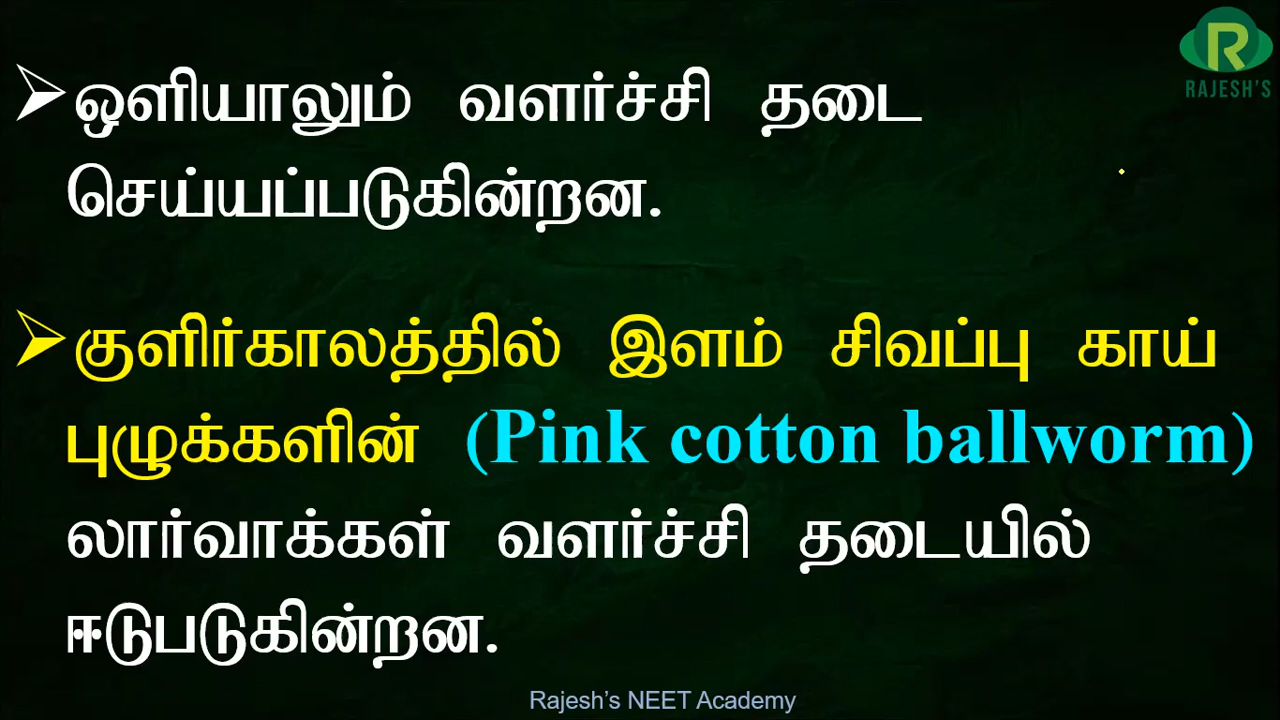 RAJESH'S
➢ஒளியாலும் வளர்ச்சி தடை
செய்யப்படுகின்றன.
➢குளிர்காலத்தில் இளம் சிவப்பு காய்
புழுக்களின் (Pink cotton ballworm)
லார்வாக்கள் வளர்ச்சி தடையில்
ஈடுபடுகின்றன.
Rajesh’s NEET Academy